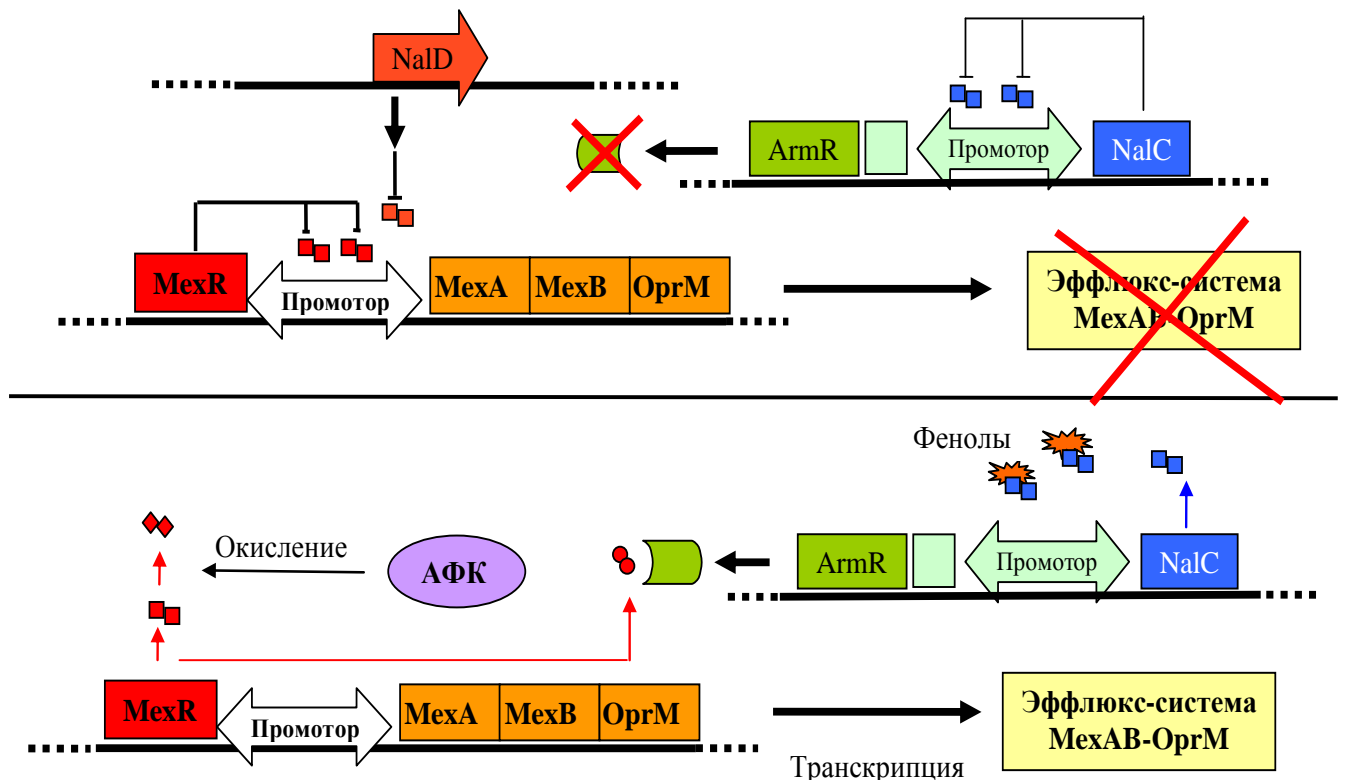 NalD
ArmR
Промотор
NalC
MexR
Промотор
MexA
MexB
OprM
Эффлюкс-система
MexAB-OprM
Фенолы
Окисление
АФК
ArmR
Промотор
NalC
MexR
Промотор
MexA
MexB
OprM
Эффлюкс-система
MexAB-OprM
Транскрипция